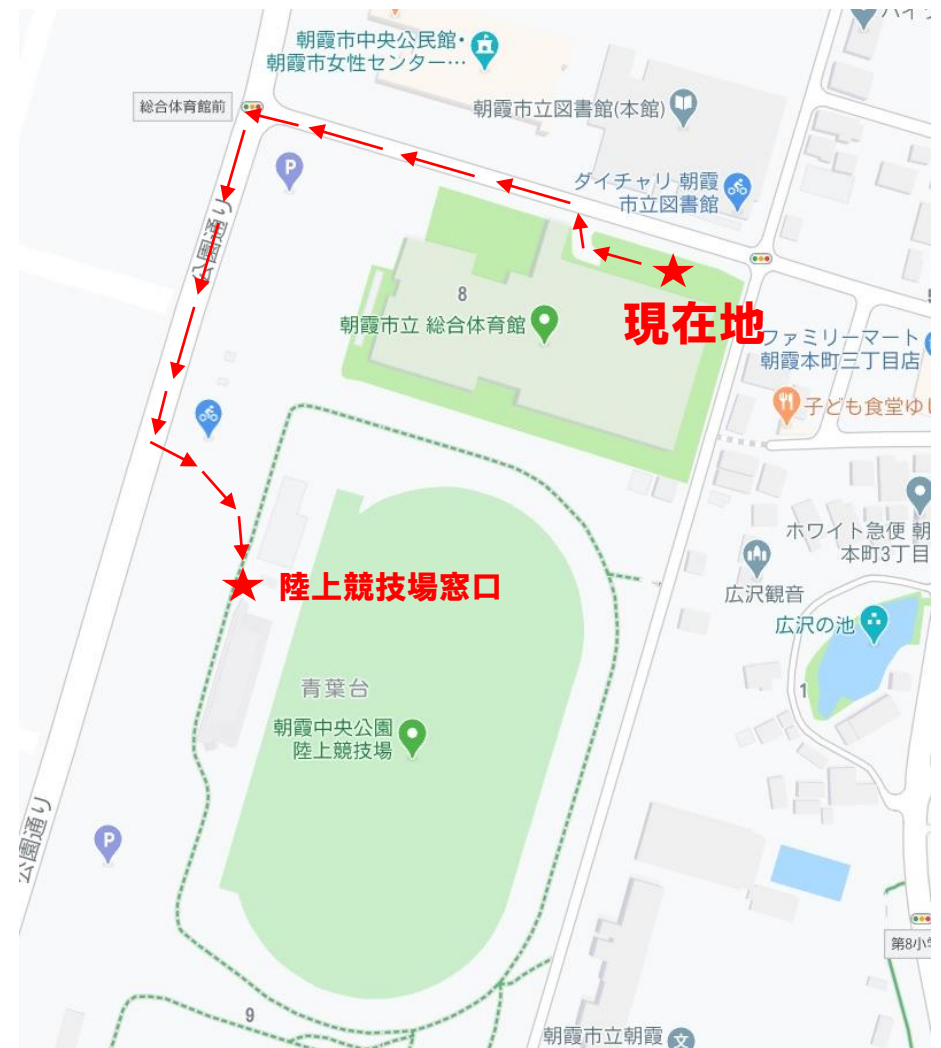 朝霞市中央公民館・
朝霞市女性センター…
総合体育館前
朝霞市立図書館(本館)
P
ダイチャリ 朝霞
市立図書館
公園通り
8
朝霞市立 総合体育館
現在地
ファミリーマート
朝霞本町三丁目店
子ども食堂ゆ
ホワイト急便 朝
本町3丁目
陸上競技場窓口
広沢観音
広沢の池
1
青葉台
朝霞中央公園
陸上競技場
公園通り
P
第8小
9
朝霞市立朝霞
文